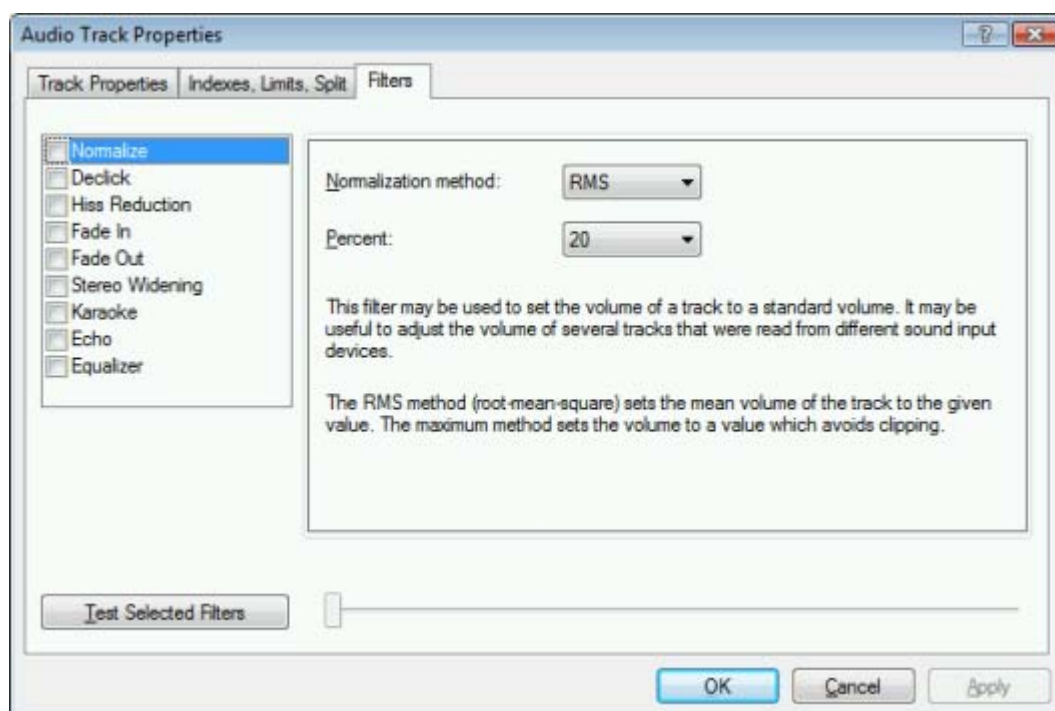 Audio Track Properties
Track Properties Indexes, Limits, Split Filters
Normalize
Declick
Hiss Reduction
Fade In
Fade Out
Stereo Widening
Karaoke
Echo
Equalizer
Normalization method: RMS
Percent: 20
This filter may be used to set the volume of a track to a standard volume. It may be
useful to adjust the volume of several tracks that were read from different sound input
devices.
The RMS method (root-mean-square) sets the mean volume of the track to the given
value. The maximum method sets the volume to a value which avoids clipping.
Test Selected Filters
OK Cancel Apply